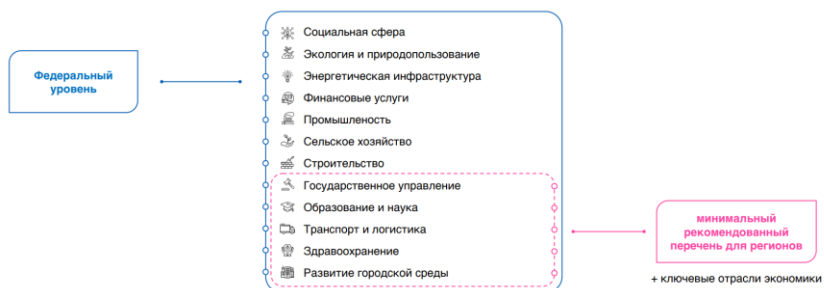 Социальная сфера
Экология и природопользование
Федеральный
уровень
Энергетическая инфраструктура
Финансовые услуги
Промышленость
Сельское хозяйство
Строительство
Государственное управление
Образование и наука
Транспорт и логистика
Здравоохранение
Развитие городской среды
минимальный
рекомендованный
перечень для регионов
+ ключевые отрасли экономики